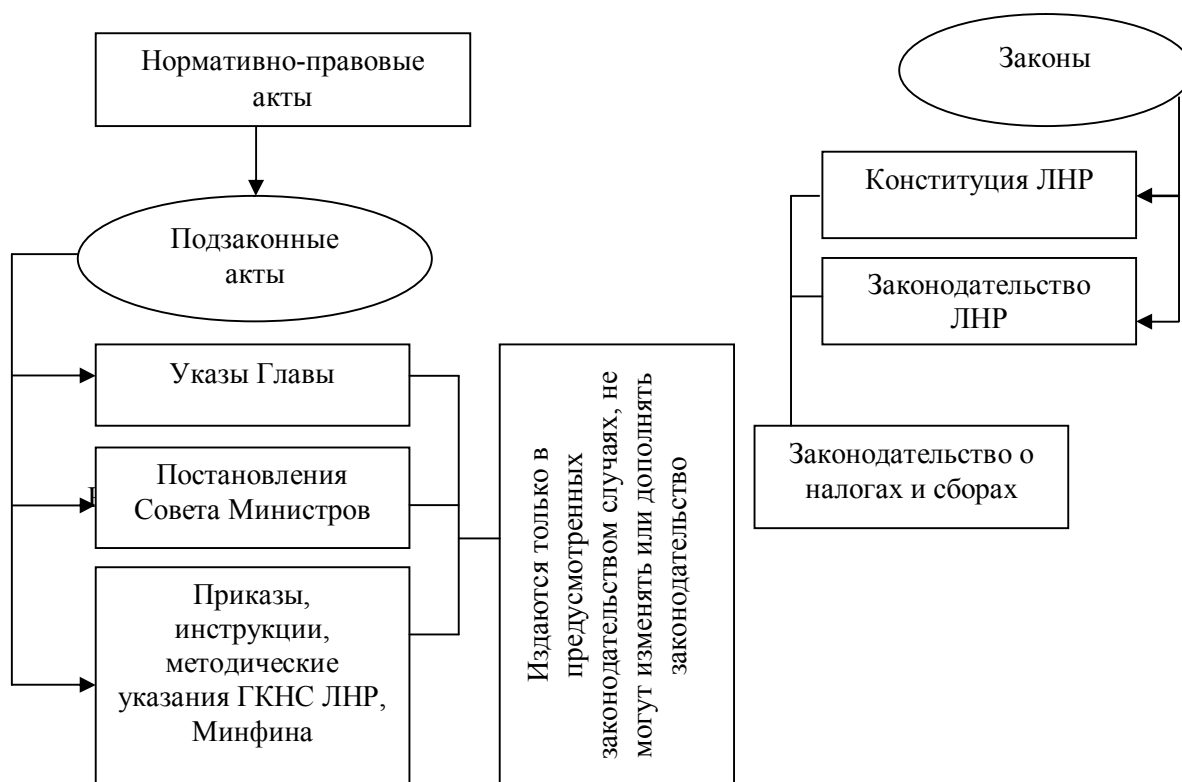 Нормативно-правовые
акты
Законы
Конституция ЛНР
Подзаконные
акты
Законодательство
ЛНР
Указы Главы
Издаются только в
предусмотренных
законодательством случаях, не
могут изменять или дополнять
законодательство
Законодательство о
налогах и сборах
Постановления
Совета Министров
Приказы,
инструкции,
методические
указания ГКНС ЛНР,
Минфина